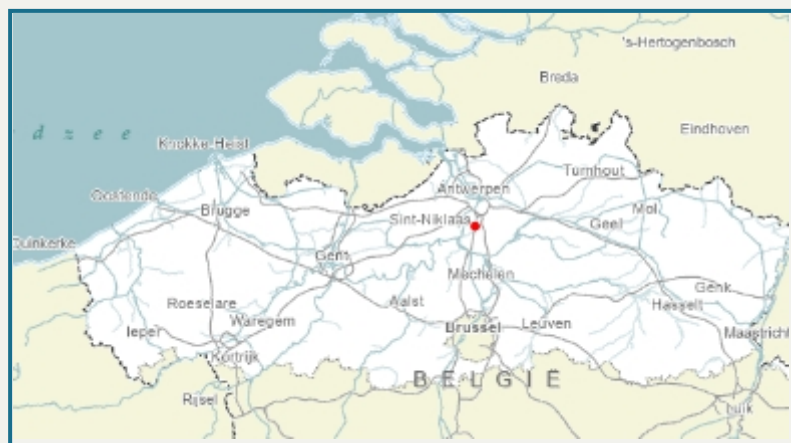 's-Hertogenbosch
Breda
d z e e
Eindhoven
Knokke-Heist
Turnhout
Antwerpen
Oostende
Mol
Brugge
Sint-Niklaas
Geel
Duinkerke
Gent
Mechelen
Genk
Roeselare
Aalst
Hasselt
Waregem
Brussel
Leuven
Ieper
Maastricht
Kortrijk
BELGIË
Rijsel
Luik